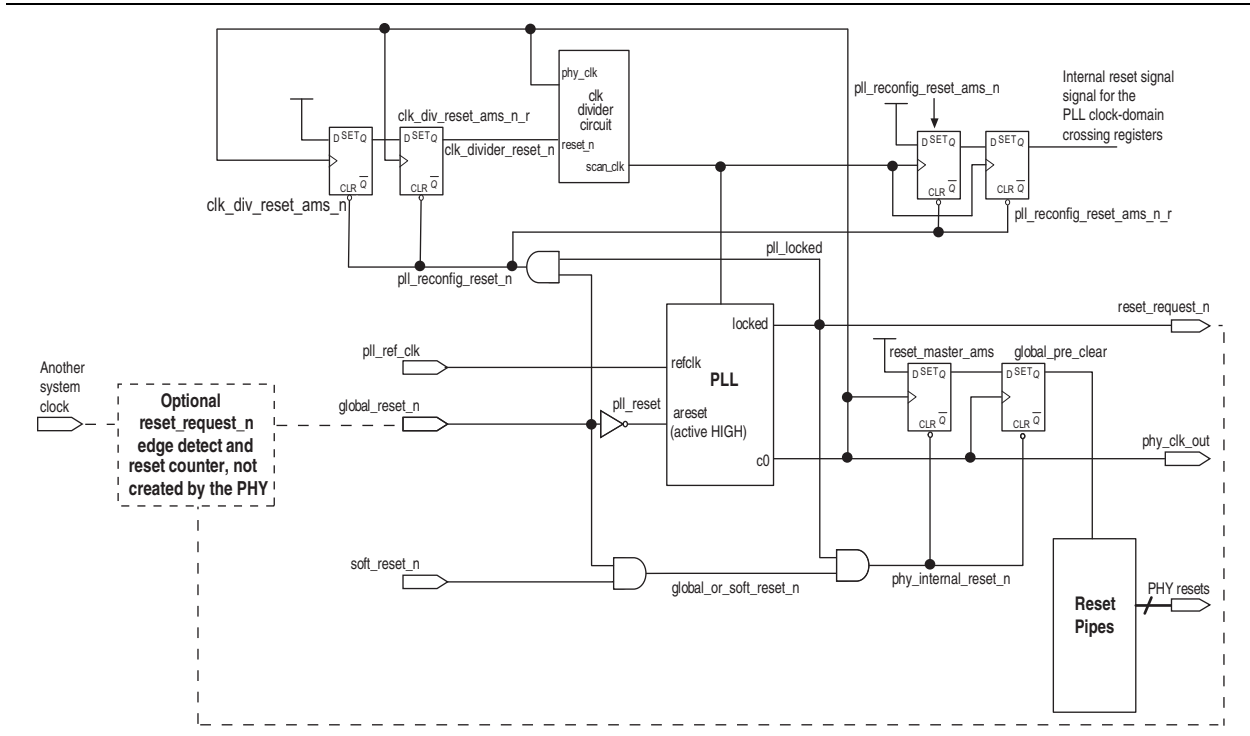 phy_clk
clk
divider
circuit
reset_n
scan_clk
pll_reconfig_reset_ams_n
Internal reset signal
signal for the
PLL clock-domain
crossing registers
clk_div_reset_ams_n_r
D SET Q
CLR Q
D SET Q
CLR Q
clk_divider_reset_n
D SET Q
CLR Q
D SET Q
CLR Q
clk_div_reset_ams_n
pll_reconfig_reset_ams_n_r
pll_locked
pll_reconfig_reset_n
locked
reset_request_n
pll_ref_clk
refclk
PLL
reset_master_ams
global_pre_clear
D SET Q
CLR Q
D SET Q
CLR Q
Another
system
clock
Optional
reset_request_n
edge detect and
reset counter, not
created by the PHY
global_reset_n
pll_reset
areset
(active HIGH)
c0
phy_clk_out
soft_reset_n
global_or_soft_reset_n
phy_internal_reset_n
Reset
Pipes
PHY resets